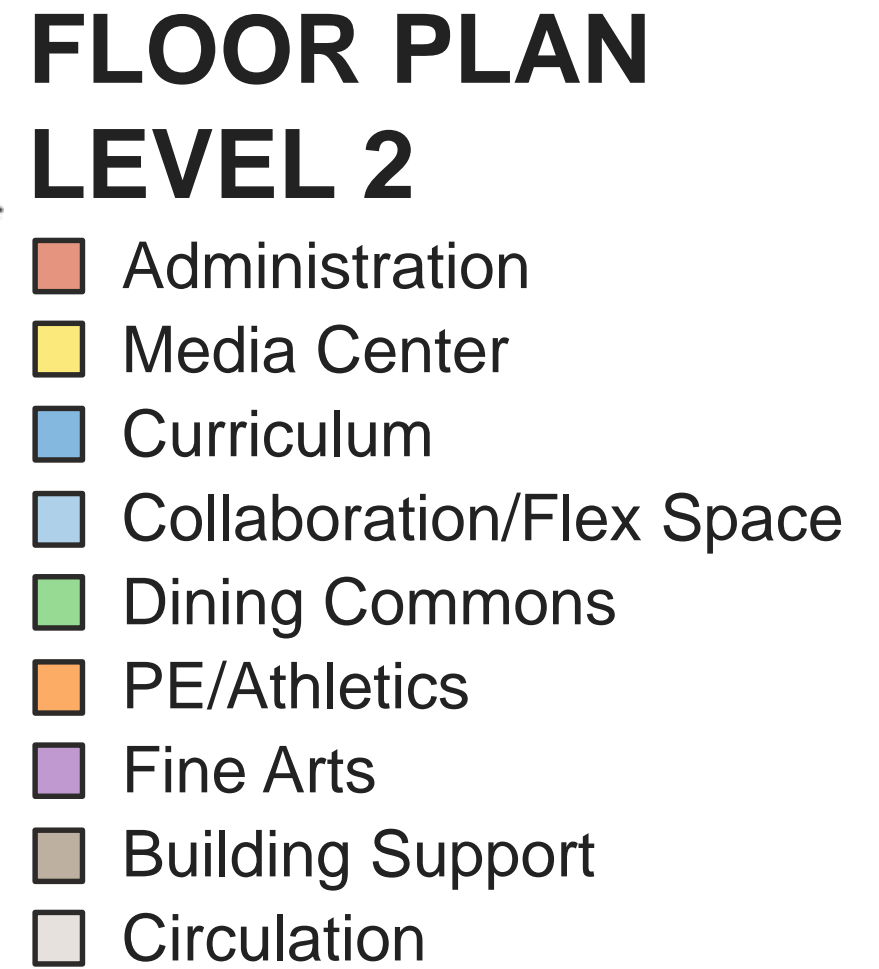 FLOOR PLAN
LEVEL 2
Administration
Media Center
Curriculum
Collaboration/Flex Space
Dining Commons
PE/Athletics
Fine Arts
Building Support
Circulation